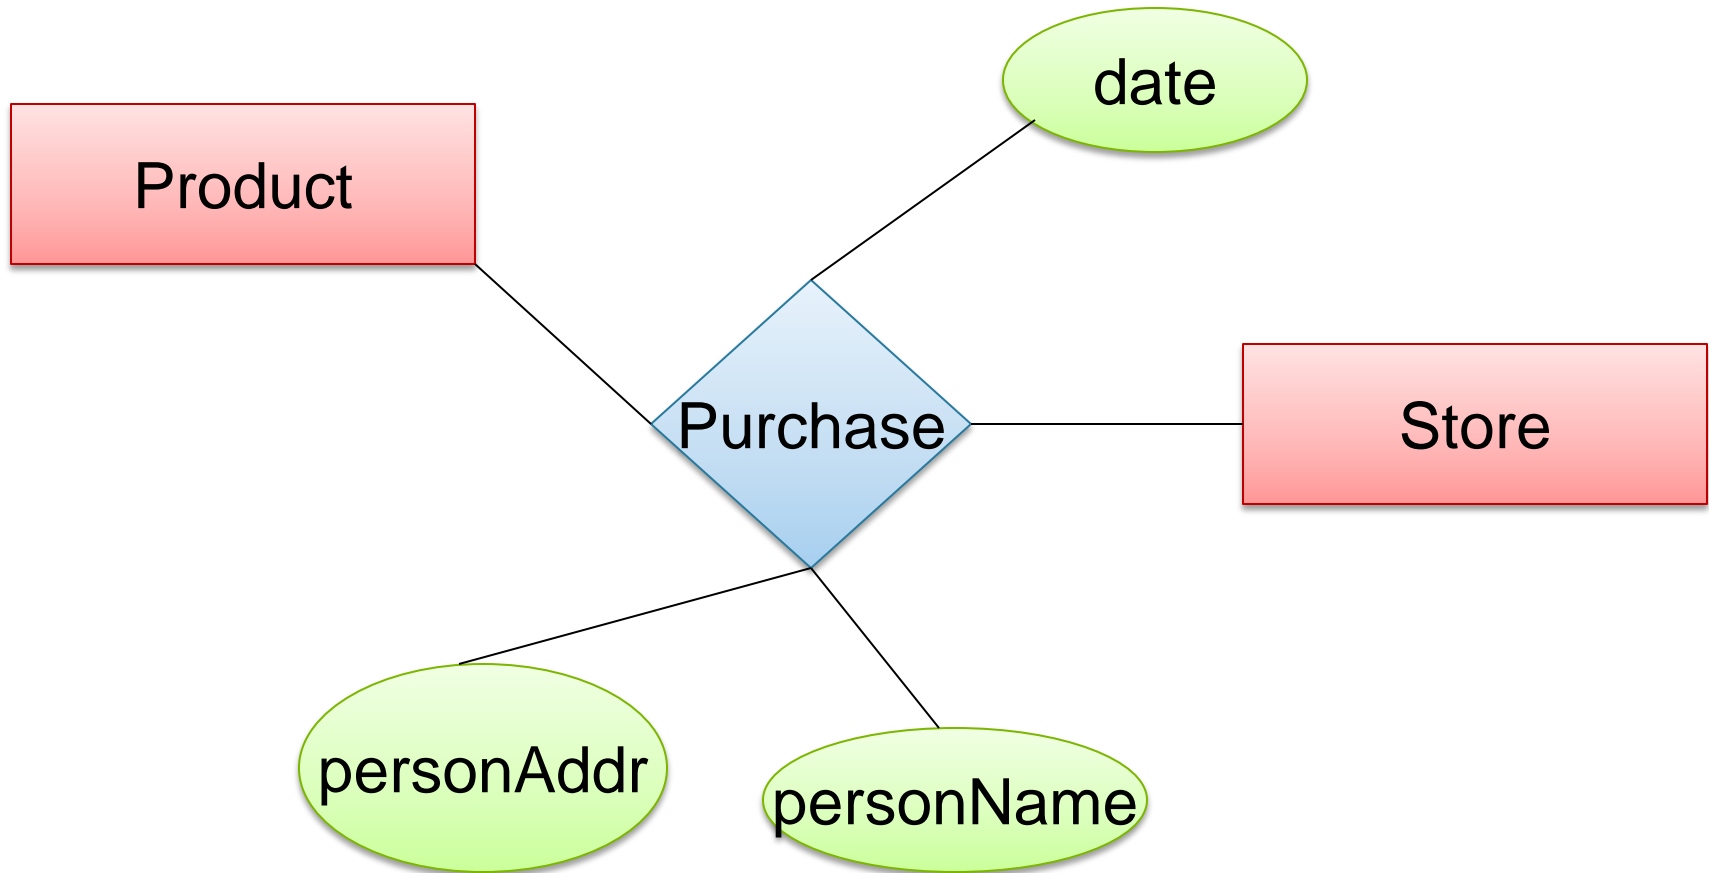 date
Product
Purchase
Store
personAddr
personName